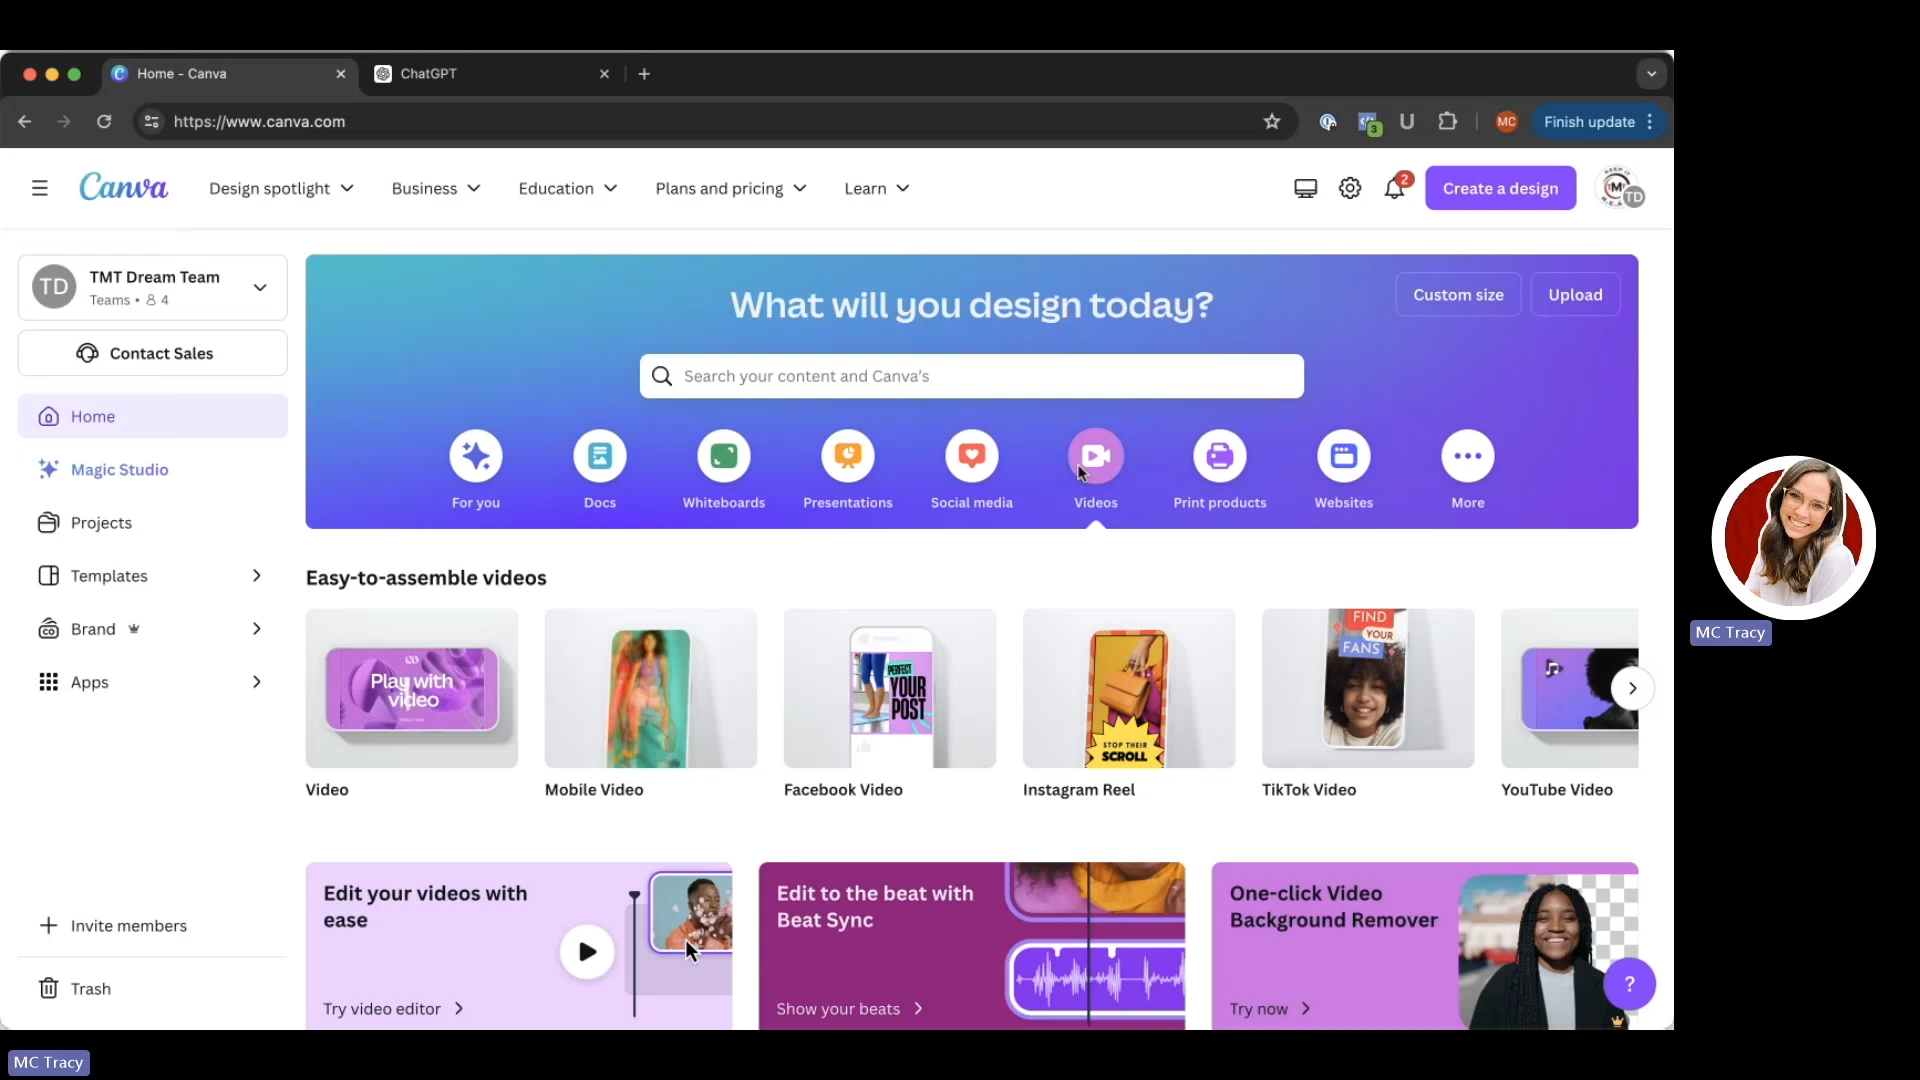 Home - Canva
ChatGPT
https://www.canva.com
3
U
MC
Finish update
Canva
Design spotlight
Business
Education
Plans and pricing
Learn
2
Create a design
TD
TD
TMT Dream Team
Teams • 4
Contact Sales
Home
Magic Studio
Projects
Templates
Brand
Apps
Invite members
Trash
What will you design today?
Custom size
Upload
Search your content and Canva's
For you
Docs
Whiteboards
Presentations
Social media
Videos
Print products
Websites
More
Easy-to-assemble videos
Play with
video
PERFECT
YOUR
POST
STOP THEIR
SCROLL
FIND
YOUR
FANS
Video
Mobile Video
Facebook Video
Instagram Reel
TikTok Video
YouTube Video
Edit your videos with
ease
Try video editor
Edit to the beat with
Beat Sync
Show your beats
One-click Video
Background Remover
Try now
?
MC Tracy
MC Tracy